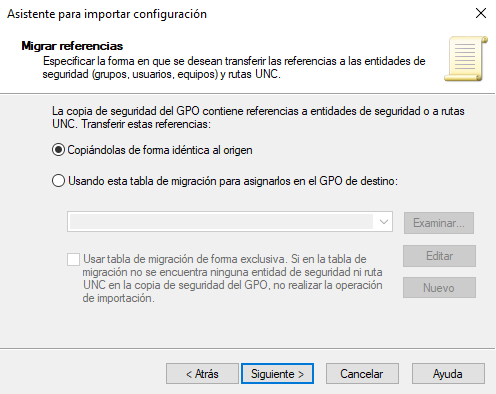 Asistente para importar configuración
Migrar referencias
Especificar la forma en que se desean transferir las referencias a las entidades de
seguridad (grupos, usuarios, equipos) y rutas UNC.
La copia de seguridad del GPO contiene referencias a entidades de seguridad o a rutas
UNC. Transferir estas referencias:
Copiándolas de forma idéntica al origen
Usando esta tabla de migración para asignarlos en el GPO de destino:
Examinar...
Usar tabla de migración de forma exclusiva. Si en la tabla de
migración no se encuentra ninguna entidad de seguridad ni ruta
UNC en la copia de seguridad del GPO, no realizar la operación
de importación.
Editar
Nuevo
< Atrás
Siguiente >
Cancelar
Ayuda